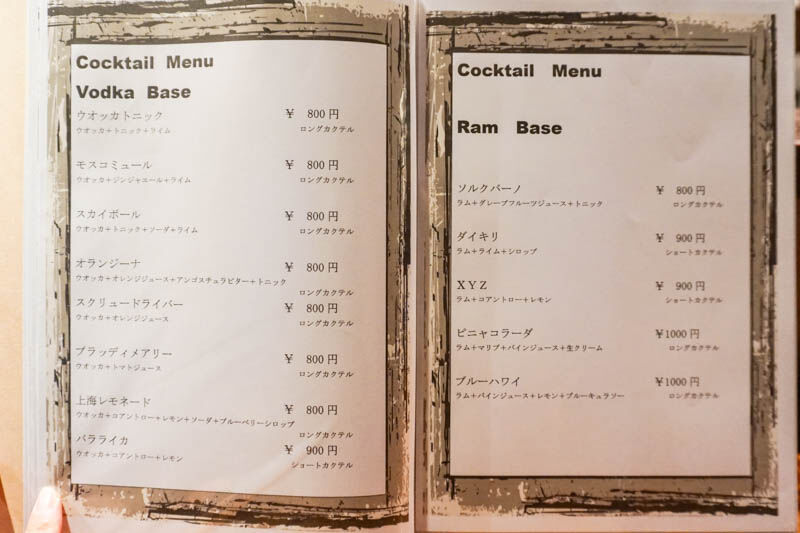 Cocktail Menu
Vodka Base
ウオッカトニック ￥ 800円
ウオッカ＋トニック＋ライム ロングカクテル
モスコミュール ￥ 800円
ウオッカ＋ジンジャエール＋ライム ロングカクテル
スカイボール ￥ 800円
ウオッカ＋トニック＋ソーダ＋ライム ロングカクテル
オランジーナ ￥ 800円
ウオッカ＋オレンジジュース＋アンゴスチュラビター＋トニック
ロングカクテル
スクリュードライバー ￥ 800円
ウオッカ＋オレンジジュース ロングカクテル
ブラッディメアリー ￥ 800円
ウオッカ＋トマトジュース ロングカクテル
上海レモネード ￥ 800円
ウオッカ＋コアントロー＋レモン＋ソーダ＋ブルーベリーシロップ
ロングカクテル
バラライカ ￥ 900円
ウオッカ＋コアントロー＋レモン ショートカクテル
Cocktail Menu
Ram Base
ソルクバーノ ￥ 800円
ラム＋グレープフルーツジュース＋トニック ロングカクテル
ダイキリ ￥ 900円
ラム＋ライム＋シロップ ショートカクテル
XYZ ￥ 900円
ラム＋コアントロー＋レモン ショートカクテル
ピニャコラーダ ￥1000円
ラム＋マリブ＋パインジュース＋生クリーム ロングカクテル
ブルーハワイ ￥1000円
ラム＋パインジュース＋レモン＋ブルーキュラソー ロングカクテル